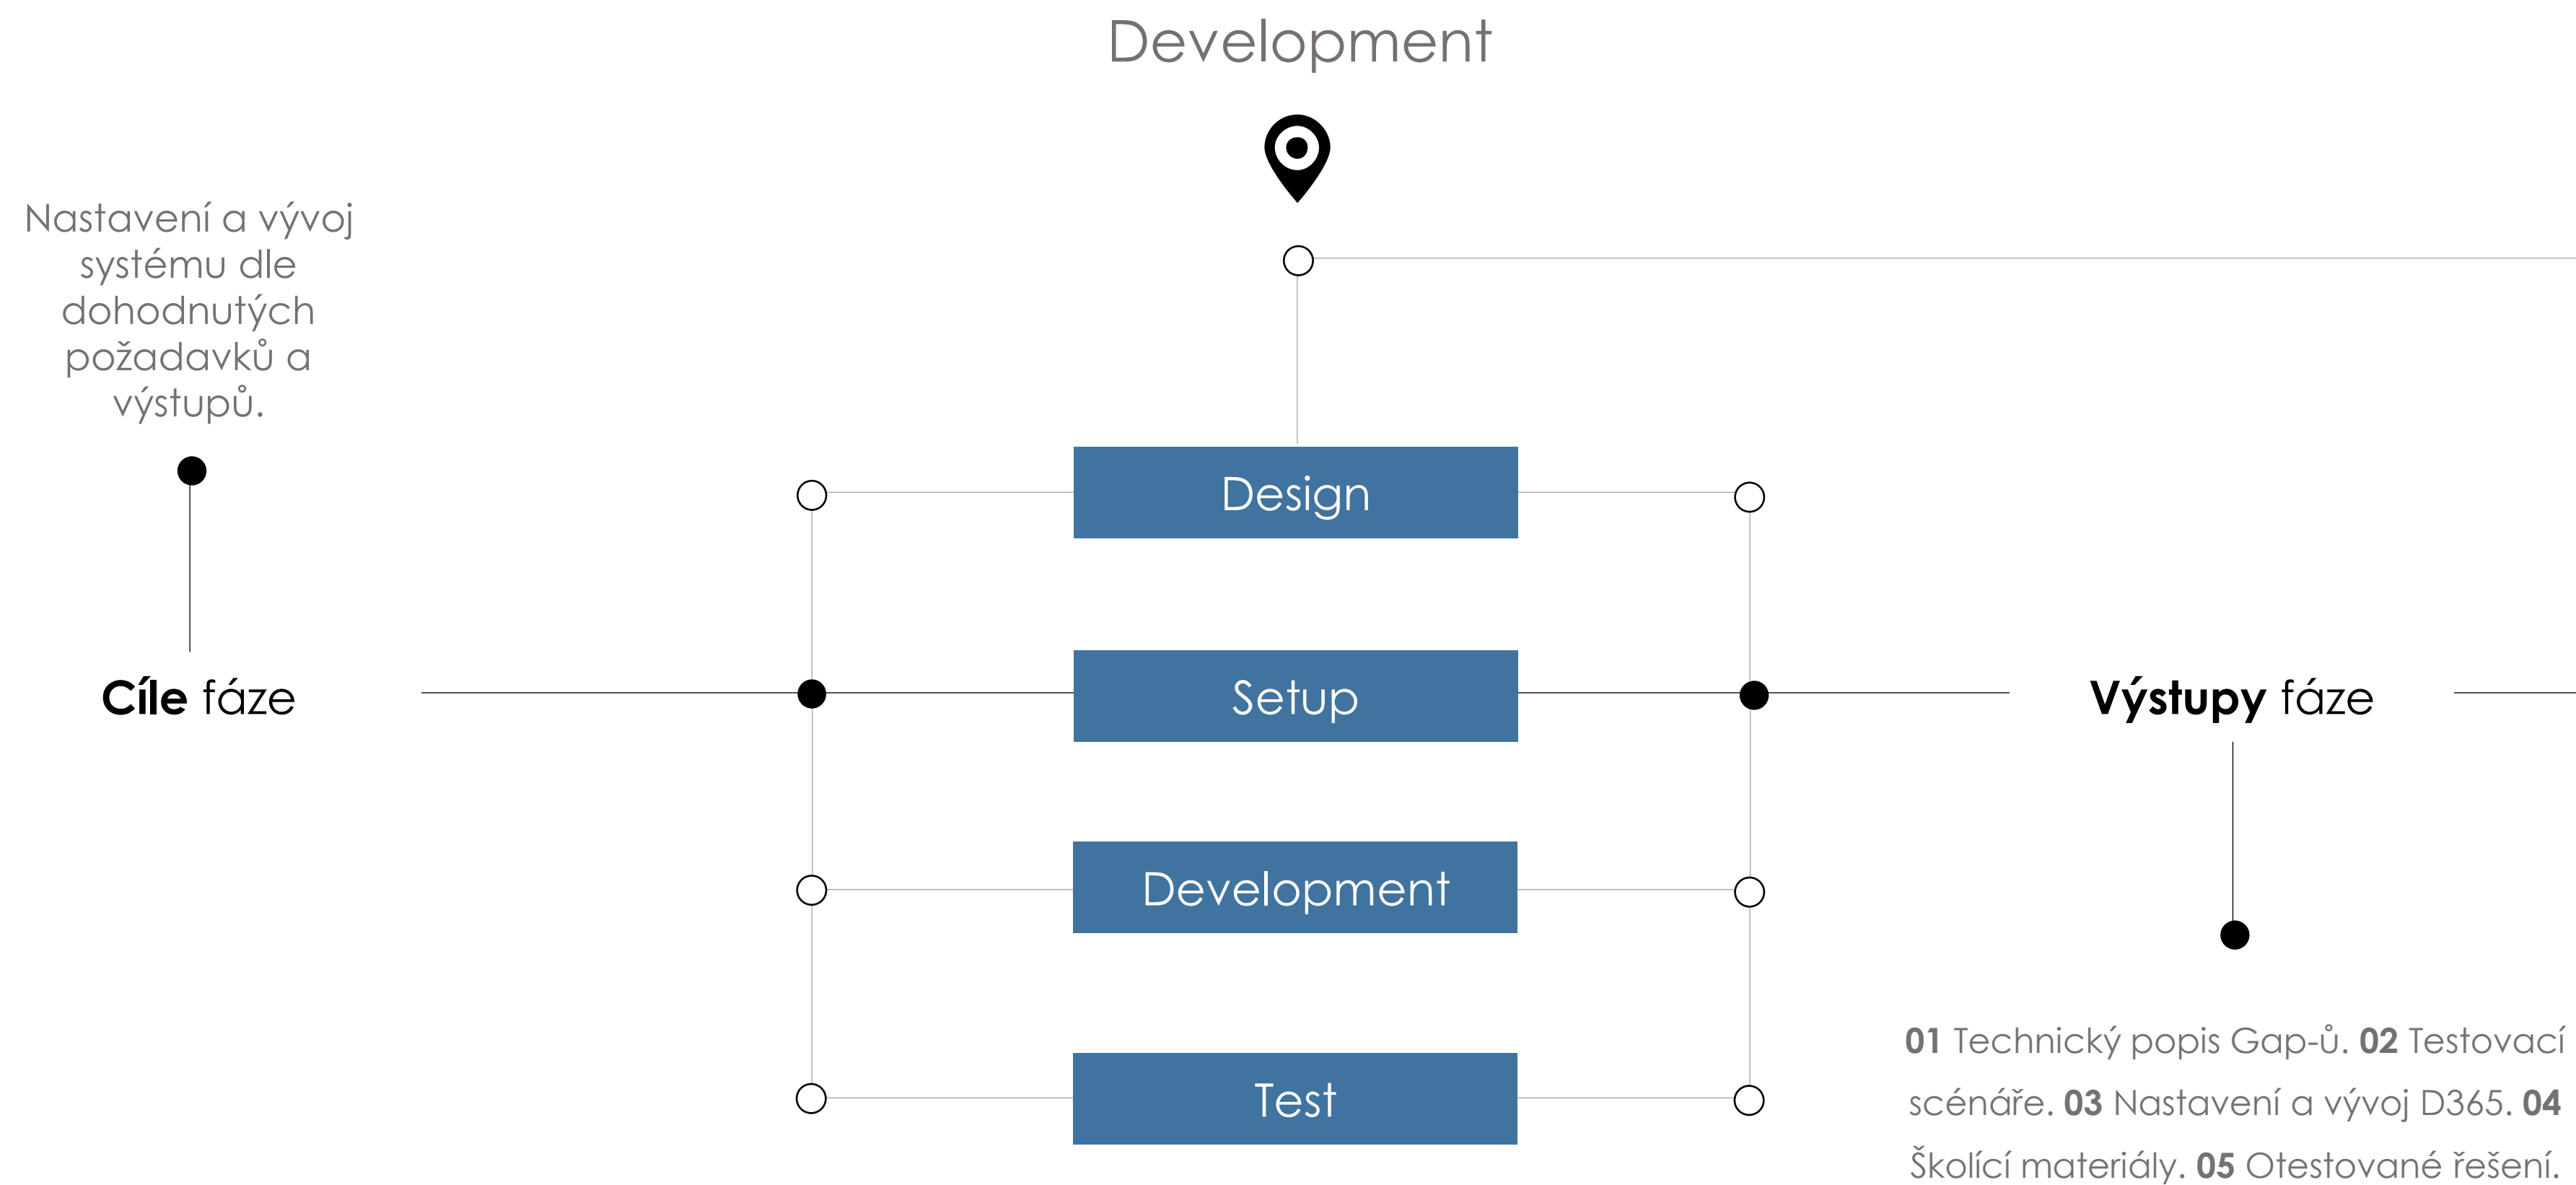 Development
Nastavení a vývoj
systému dle
dohodnutých
požadavků a
výstupů.
Cíle fáze
Design
Setup
Development
Test
Výstupy fáze
01 Technický popis Gap-ů. 02 Testovací
scénáře. 03 Nastavení a vývoj D365. 04
Školící materiály. 05 Otestované řešení.